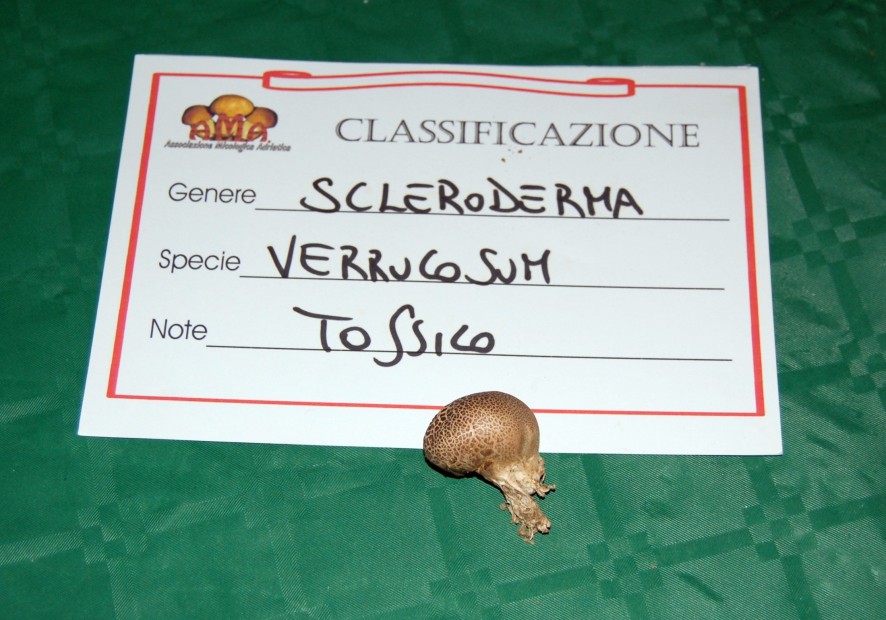 AMA
Associazione Micologica Adriatica
CLASSIFICAZIONE
Genere SCLERODERMA
Specie VERRUCOSUM
Note TOSSICO